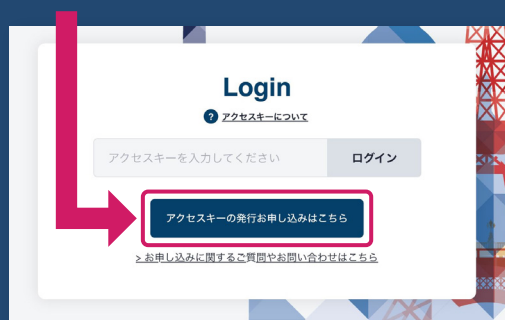 Login
? アクセスキーについて
アクセスキーを入力してください ログイン
アクセスキーの発行お申し込みはこちら
> お申し込みに関するご質問やお問い合わせはこちら